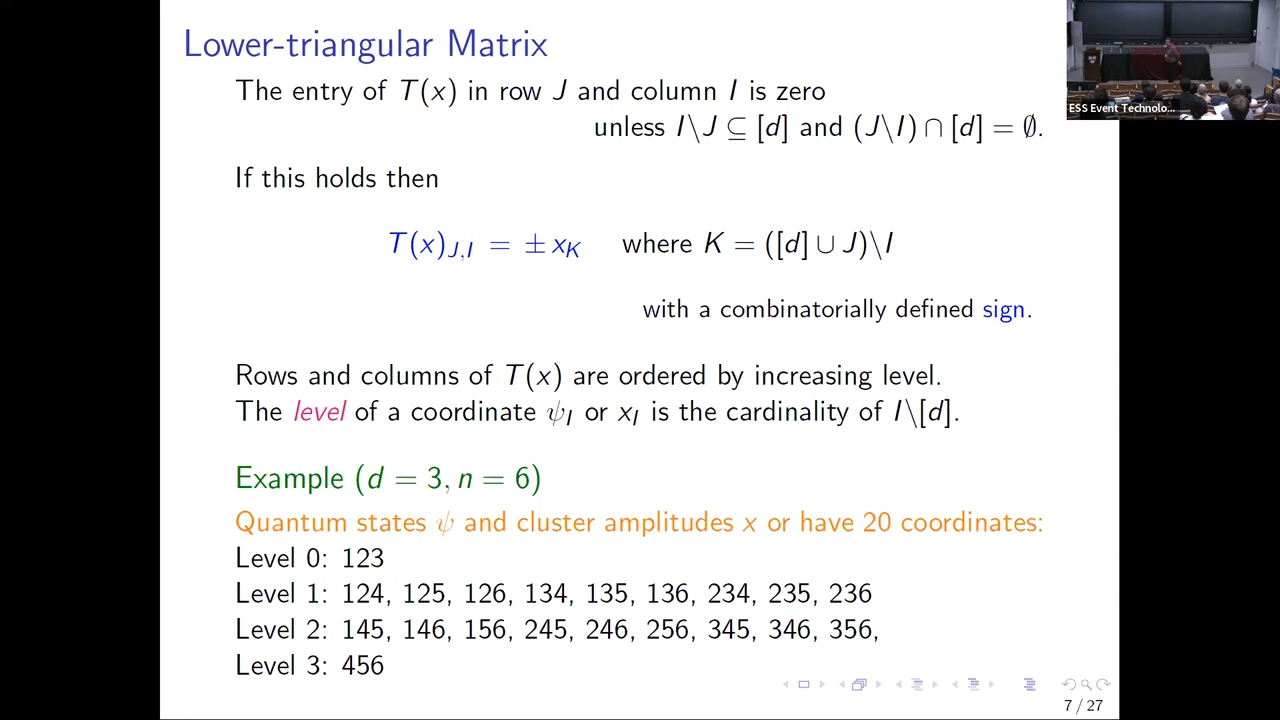 Lower-triangular Matrix
The entry of T(x) in row J and column I is zero
unless I\J ⊆ [d] and (J\I) ∩ [d] = ∅.
If this holds then
T(x)_{J,I} = ± x_K where K = ([d] ∪ J)\I
with a combinatorially defined sign.
Rows and columns of T(x) are ordered by increasing level.
The level of a coordinate ψ_I or x_I is the cardinality of I\[d].
Example (d = 3, n = 6)
Quantum states ψ and cluster amplitudes x or have 20 coordinates:
Level 0: 123
Level 1: 124, 125, 126, 134, 135, 136, 234, 235, 236
Level 2: 145, 146, 156, 245, 246, 256, 345, 346, 356,
Level 3: 456
7 / 27
ESS Event Technolo...